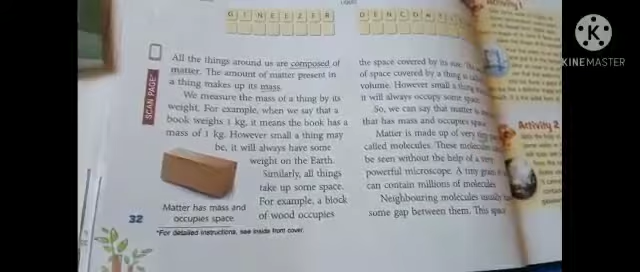 GINEEZER
All the things around us are composed of
matter. The amount of matter present in
a thing makes up its mass.
We measure the mass of a thing by its
weight. For example, when we say that a
book weighs 1 kg, it means the book has a
mass of 1 kg. However small a thing may
be, it will always have some
weight on the Earth.
Similarly, all things
take up some space.
For example, a block
of wood occupies
SCAN PAGE*
Matter has mass and
occupies space
32
*For detailed instructions, see inside front cover.
the space covered by its size. The
of space covered by a thing is
volume. However small a thing
it will always occupy some space.
So, we can say that matter is
that has mass and occupies space.
Matter is made up of very tiny
called molecules. These molecules
be seen without the help of a very
powerful microscope. A tiny grain
can contain millions of molecules.
Neighbouring molecules usually
some gap between them. This space
Activity 1
Activity 2
K
KINEMASTER